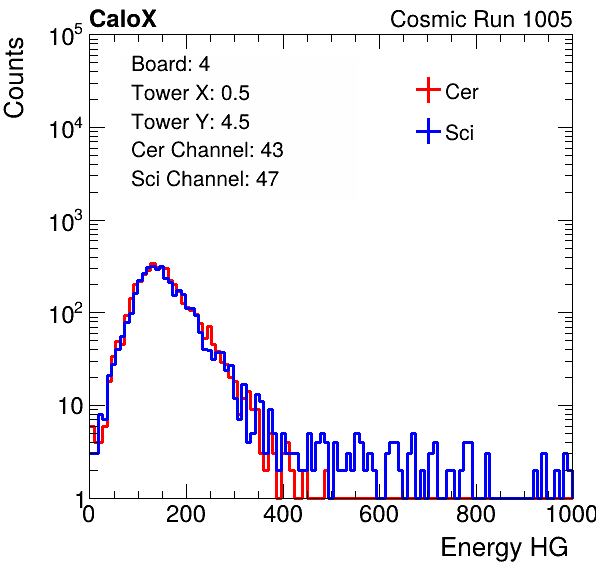 CaloX Cosmic Run 1005
Counts
10^5
10^4
10^3
10^2
10
1
Board: 4
Tower X: 0.5
Tower Y: 4.5
Cer Channel: 43
Sci Channel: 47
Cer
Sci
0 200 400 600 800 1000
Energy HG